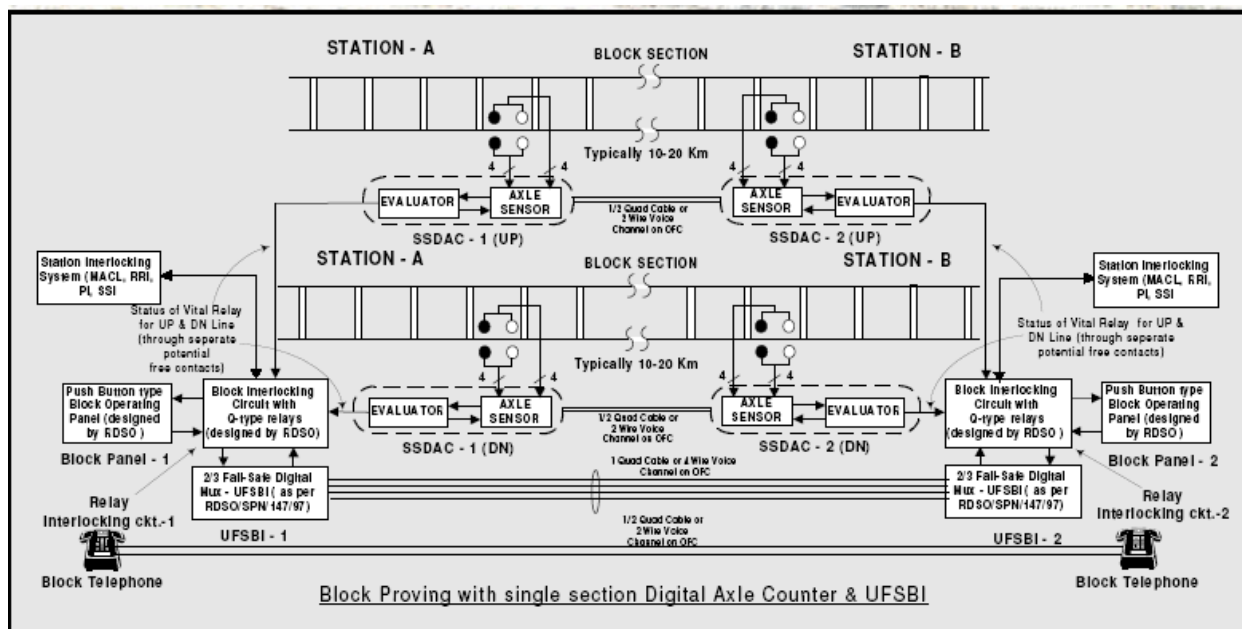 STATION - A
BLOCK SECTION
STATION - B
Typically 10-20 Km
4
4
4
4
EVALUATOR
AXLE
SENSOR
1/2 Quad Cable or
2 Wire Voice
Channel on OFC
AXLE
SENSOR
EVALUATOR
SSDAC - 1 (UP)
SSDAC - 2 (UP)
STATION - A
BLOCK SECTION
STATION - B
Station Interlocking
System (MACL, RRI,
PI, SSI
Station Interlocking
System (MACL, RRI,
PI, SSI
Status of Vital Relay
for UP & DN Line
(through seperate
potential
free contacts)
Status of Vital Relay for UP &
DN Line (through seperate
potential free contacts)
Typically 10-20 Km
4
4
4
4
Push Button type
Block Operating
Panel (designed
by RDSO )
Block Panel - 1
Block Interlocking
Circuit with
Q-type relays
(designed by RDSO)
EVALUATOR
AXLE
SENSOR
SSDAC - 1 (DN)
1/2 Quad Cable or
2 Wire Voice
Channel on OFC
AXLE
SENSOR
EVALUATOR
SSDAC - 2 (DN)
Block Interlocking
Circuit with
Q-type relays
(designed by RDSO )
Push Button type
Block Operating
Panel (designed
by RDSO )
Block Panel - 2
1 Quad Cable or 4 Wire Voice
Channel on OFC
2/3 Fail-Safe Digital
Mux - UFSBI ( as per
RDSO/SPN/147/97)
UFSBI - 1
2/3 Fail-Safe Digital
Mux - UFSBI ( as per
RDSO/SPN/147/97)
UFSBI - 2
Relay
Interlocking ckt.-1
Relay
Interlocking ckt.-2
1/2 Quad Cable or
2 Wire Voice
Channel on OFC
Block Telephone
Block Telephone
Block Proving with single section Digital Axle Counter & UFSBI